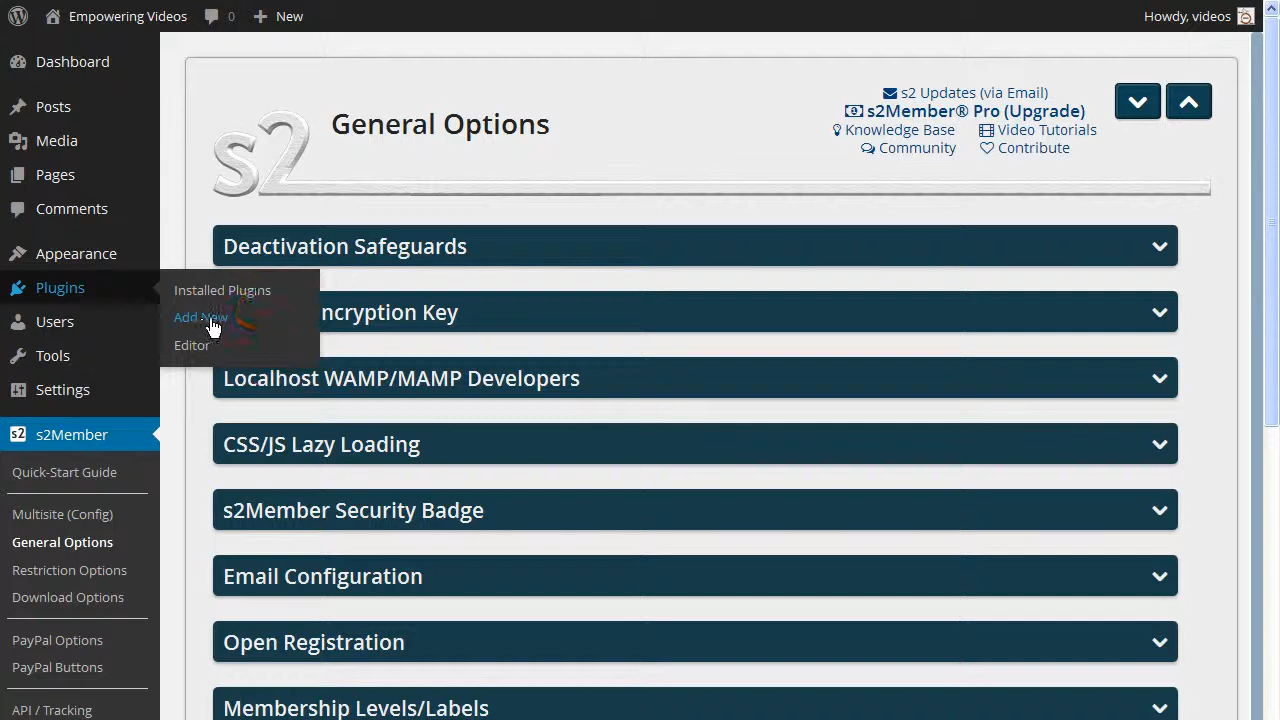 Empowering Videos
0
New
Howdy, videos
Dashboard
Posts
Media
Pages
Comments
Appearance
Plugins
Installed Plugins
Add New
Editor
Users
Tools
Settings
s2 s2Member
Quick-Start Guide
Multisite (Config)
General Options
Restriction Options
Download Options
PayPal Options
PayPal Buttons
API / Tracking
s2
General Options
s2 Updates (via Email)
s2Member® Pro (Upgrade)
Knowledge Base
Video Tutorials
Community
Contribute
Deactivation Safeguards
ncryption Key
Localhost WAMP/MAMP Developers
CSS/JS Lazy Loading
s2Member Security Badge
Email Configuration
Open Registration
Membership Levels/Labels